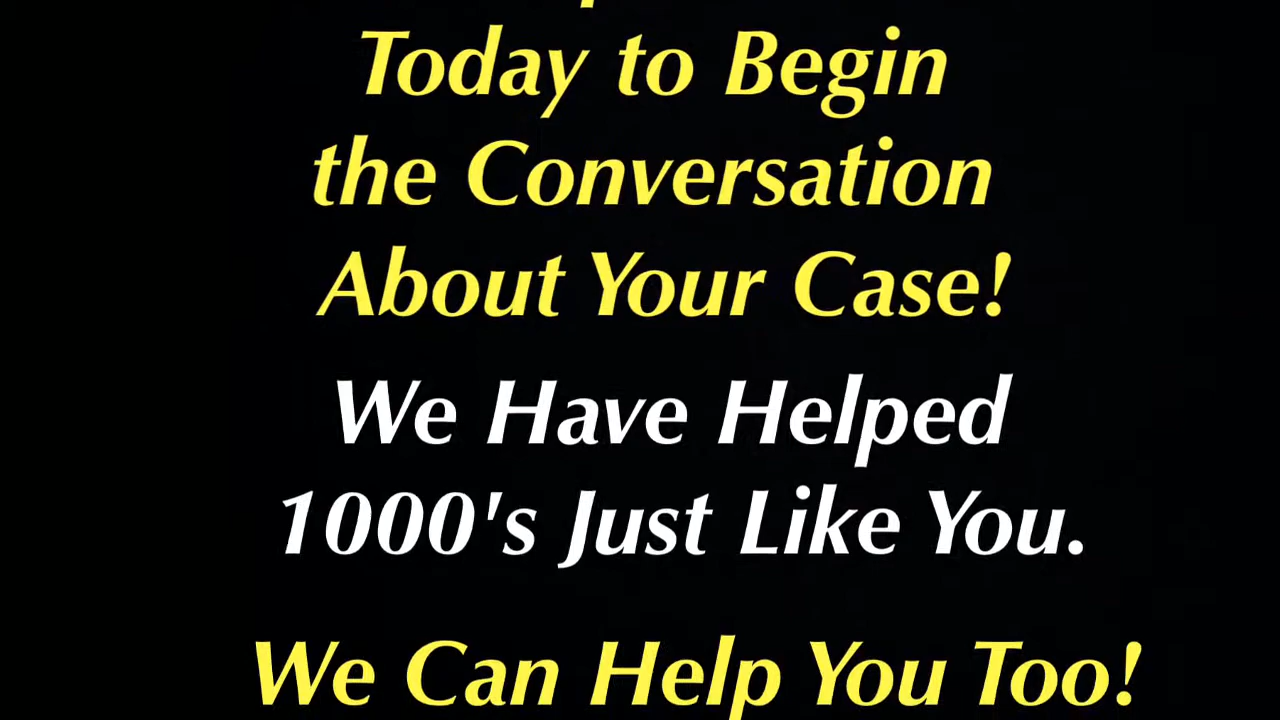 Today to Begin
the Conversation
About Your Case!
We Have Helped
1000's Just Like You.
We Can Help You Too!